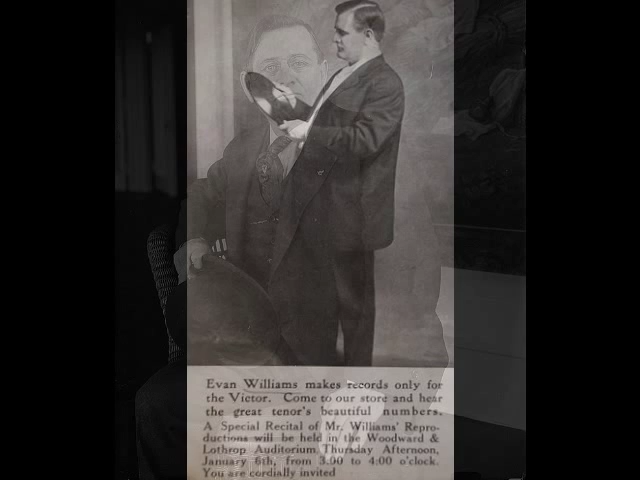 Evan Williams makes records only for
the Victor. Come to our store and hear
the great tenor's beautiful numbers.
A Special Recital of Mr. Williams' Repro-
ductions will be held in the Woodward &
Lothrop Auditorium Thursday Afternoon,
January 6th, from 3.00 to 4:00 o'clock.
You are cordially invited